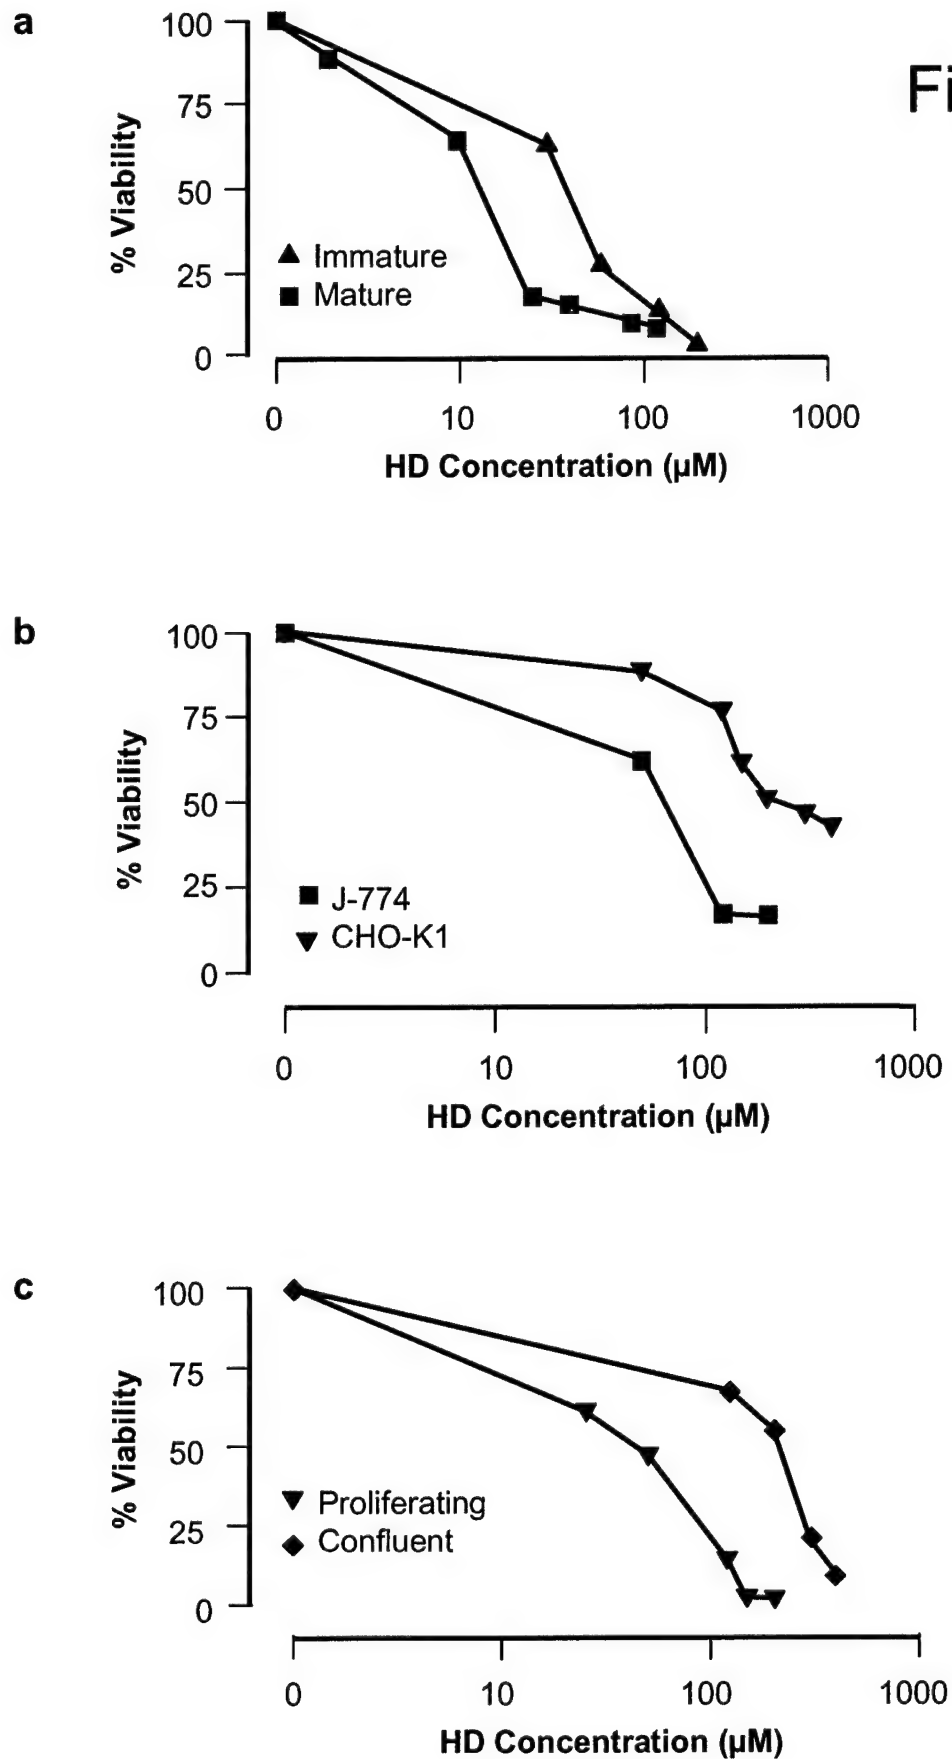 a
Fi
100
75
50
25
0
% Viability
Immature
Mature
0 10 100 1000
HD Concentration (µM)
b
100
75
50
25
0
% Viability
J-774
CHO-K1
0 10 100 1000
HD Concentration (µM)
c
100
75
50
25
0
% Viability
Proliferating
Confluent
0 10 100 1000
HD Concentration (µM)